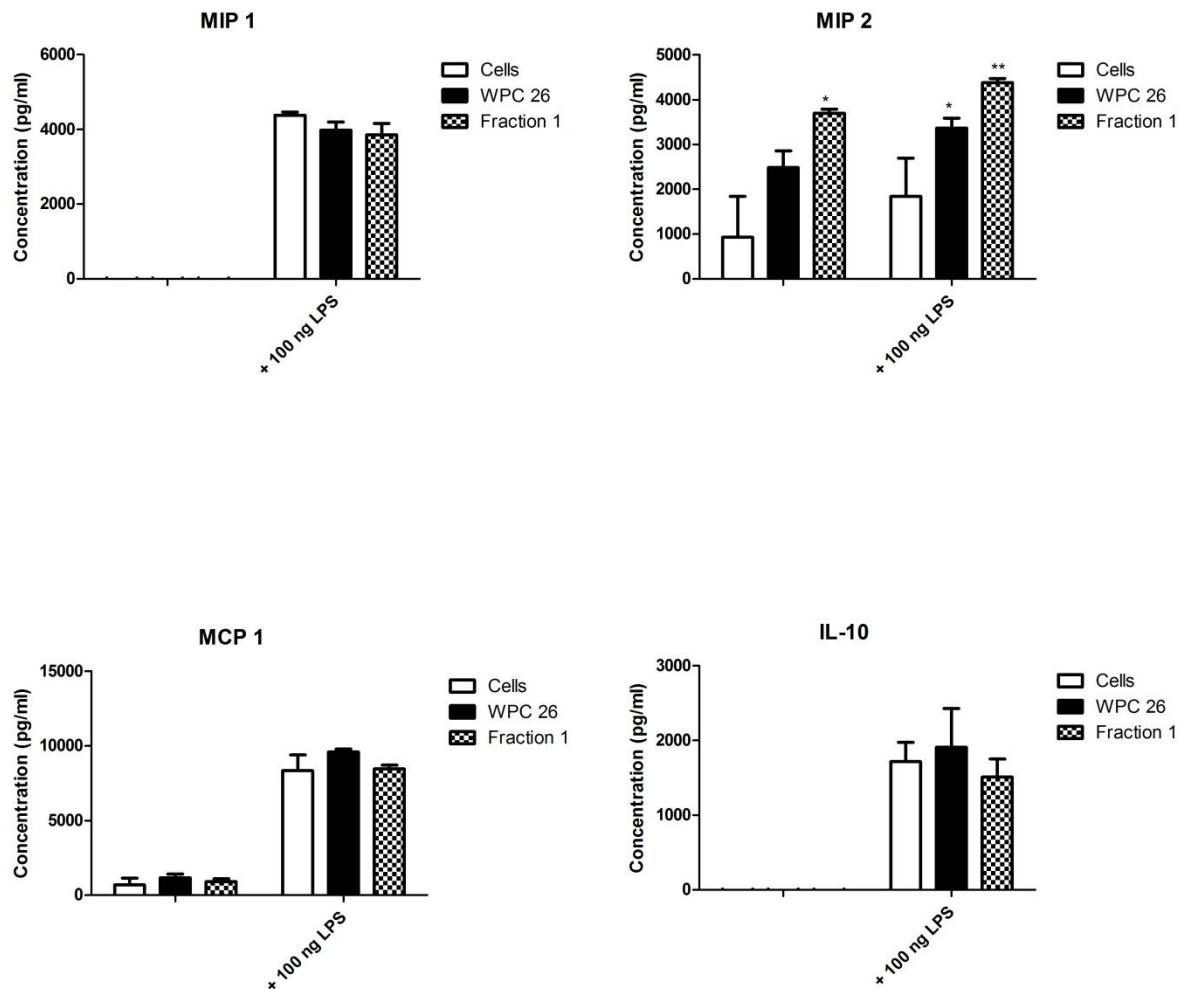 MIP 1
6000
4000
2000
0
Concentration (pg/ml)
Cells
WPC 26
Fraction 1
+ 100 ng LPS
MIP 2
5000
4000
3000
2000
1000
0
Concentration (pg/ml)
*
*
**
Cells
WPC 26
Fraction 1
+ 100 ng LPS
MCP 1
15000
10000
5000
0
Concentration (pg/ml)
Cells
WPC 26
Fraction 1
+ 100 ng LPS
IL-10
3000
2000
1000
0
Concentration (pg/ml)
Cells
WPC 26
Fraction 1
+ 100 ng LPS